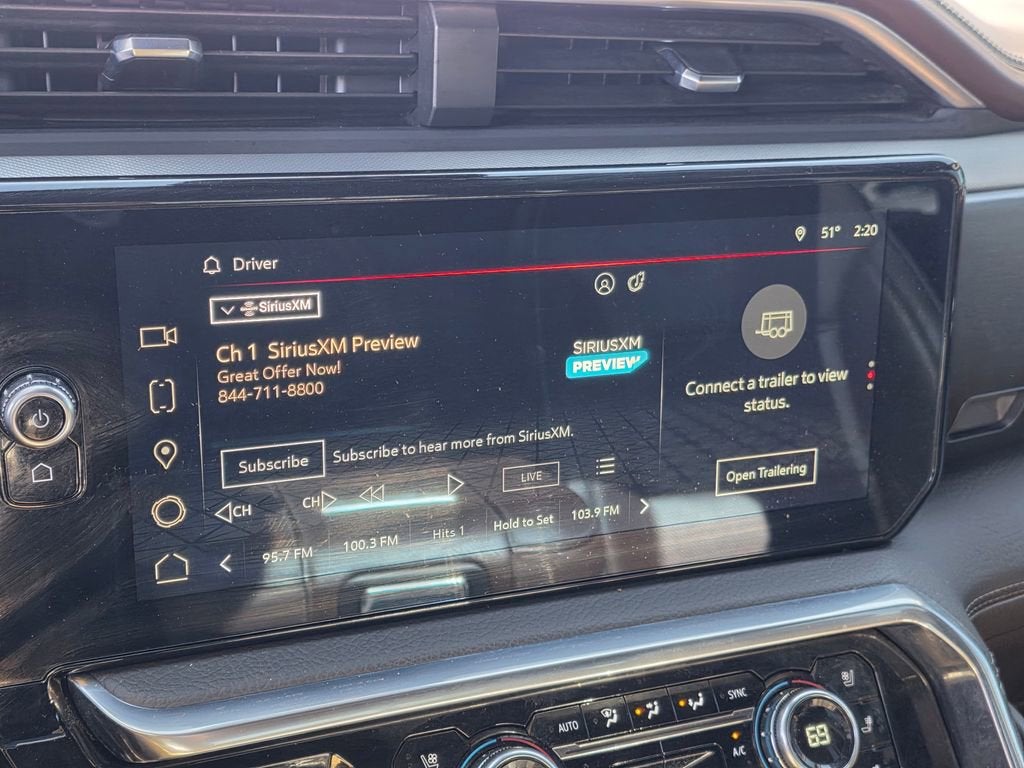 Driver
51° 2:20
SiriusXM
Ch 1 SiriusXM Preview
Great Offer Now!
844-711-8800
SIRIUSXM
PREVIEW
Connect a trailer to view
status.
Subscribe Subscribe to hear more from SiriusXM.
Open Trailering
CH CH LIVE
95.7 FM 100.3 FM Hits 1 Hold to Set 103.9 FM
AUTO SYNC
A/C 69